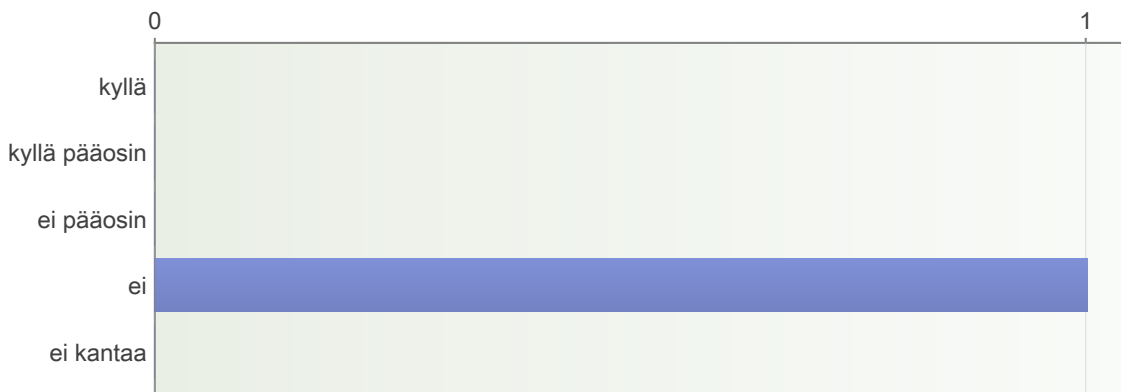 0 1
kyllä
kyllä pääosin
ei pääosin
ei
ei kantaa